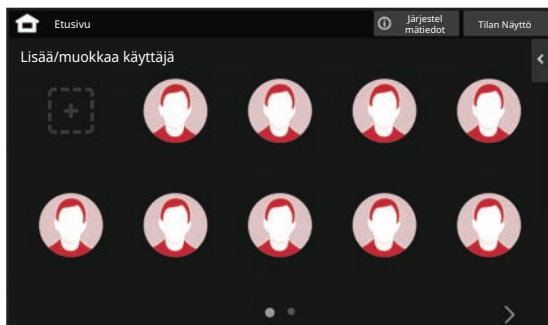 Etusivu
Järjestel
mätiedot
Tilan Näyttö
Lisää/muokkaa käyttäjä